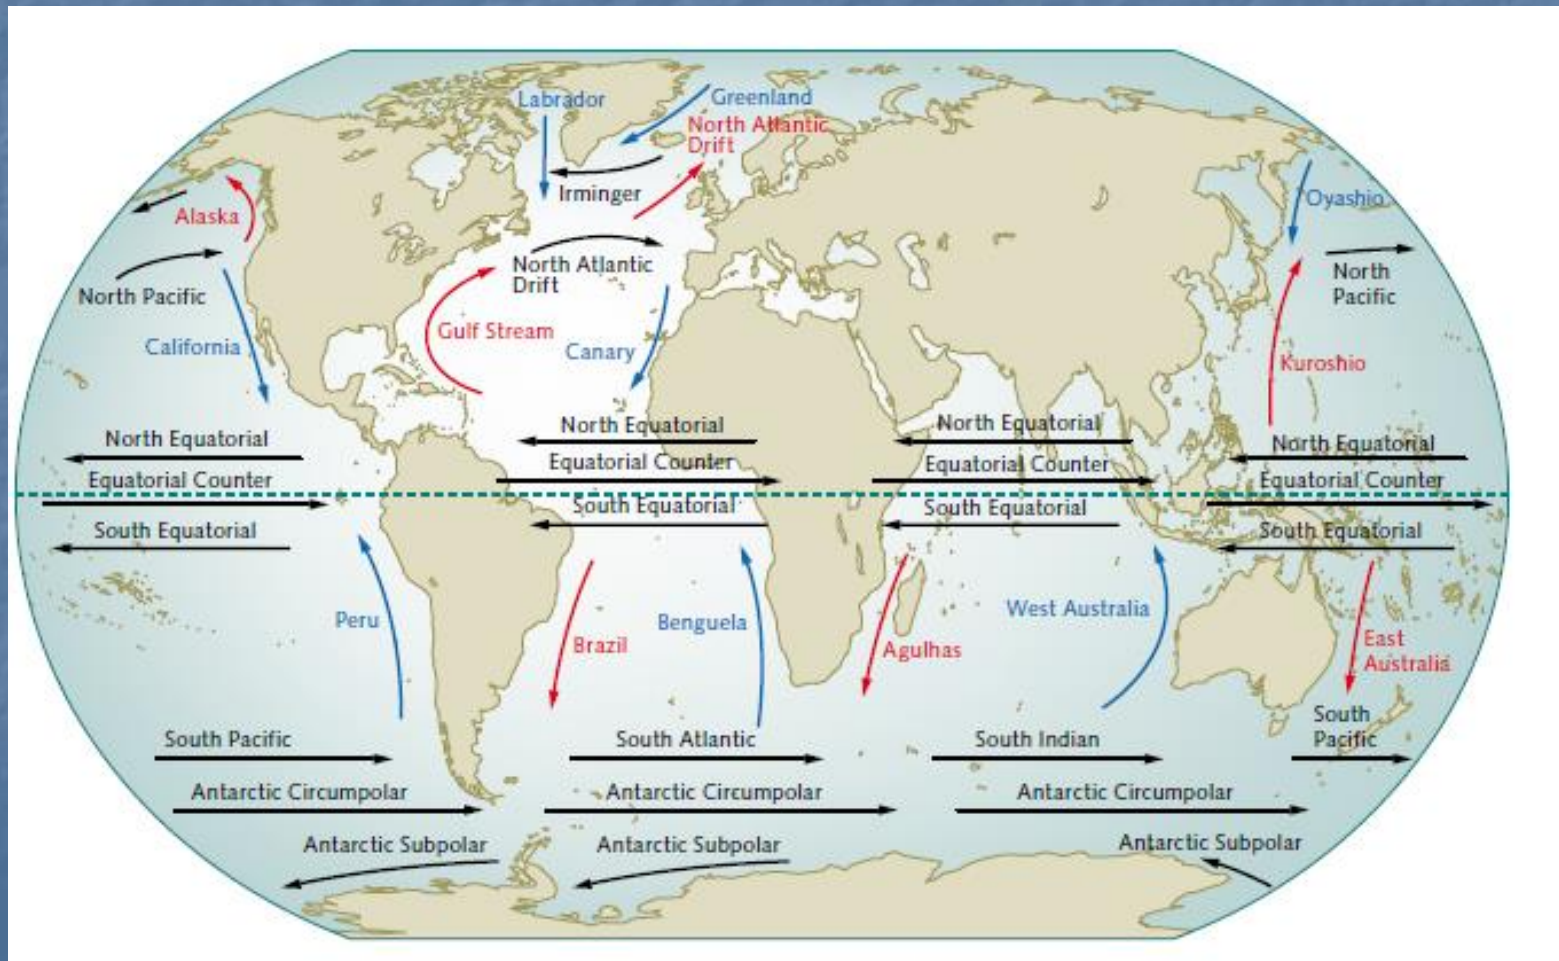 Labrador
Greenland
North Atlantic
Drift
Irminger
Alaska
Oyashio
North Pacific
North Atlantic
Drift
North
Pacific
California
Gulf Stream
Canary
Kuroshio
North Equatorial
North Equatorial
North Equatorial
North Equatorial
Equatorial Counter
Equatorial Counter
Equatorial Counter
Equatorial Counter
South Equatorial
South Equatorial
South Equatorial
South Equatorial
Peru
Brazil
Benguela
Agulhas
West Australia
East
Australia
South Pacific
South Atlantic
South Indian
South
Pacific
Antarctic Circumpolar
Antarctic Circumpolar
Antarctic Circumpolar
Antarctic Subpolar
Antarctic Subpolar
Antarctic Subpolar